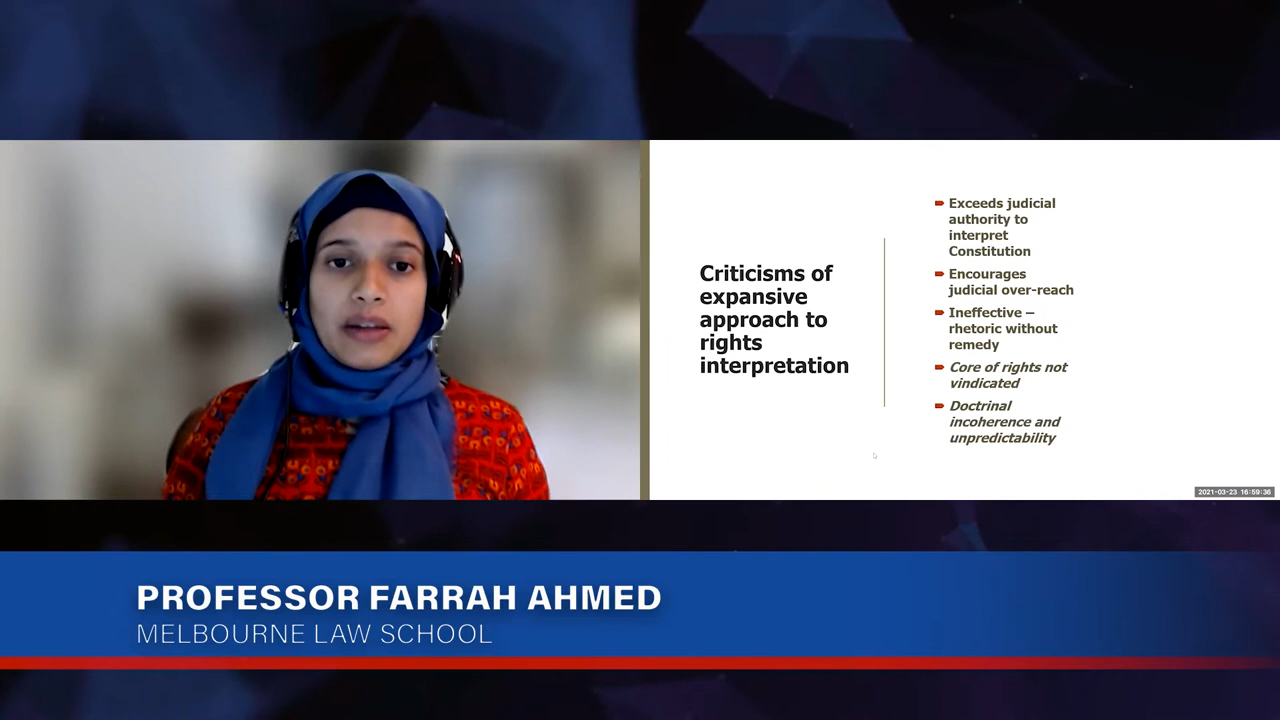 Criticisms of
expansive
approach to
rights
interpretation
Exceeds judicial
authority to
interpret
Constitution
Encourages
judicial over-reach
Ineffective –
rhetoric without
remedy
Core of rights not
vindicated
Doctrinal
incoherence and
unpredictability
2021-03-23 16:59:36
PROFESSOR FARRAH AHMED
MELBOURNE LAW SCHOOL